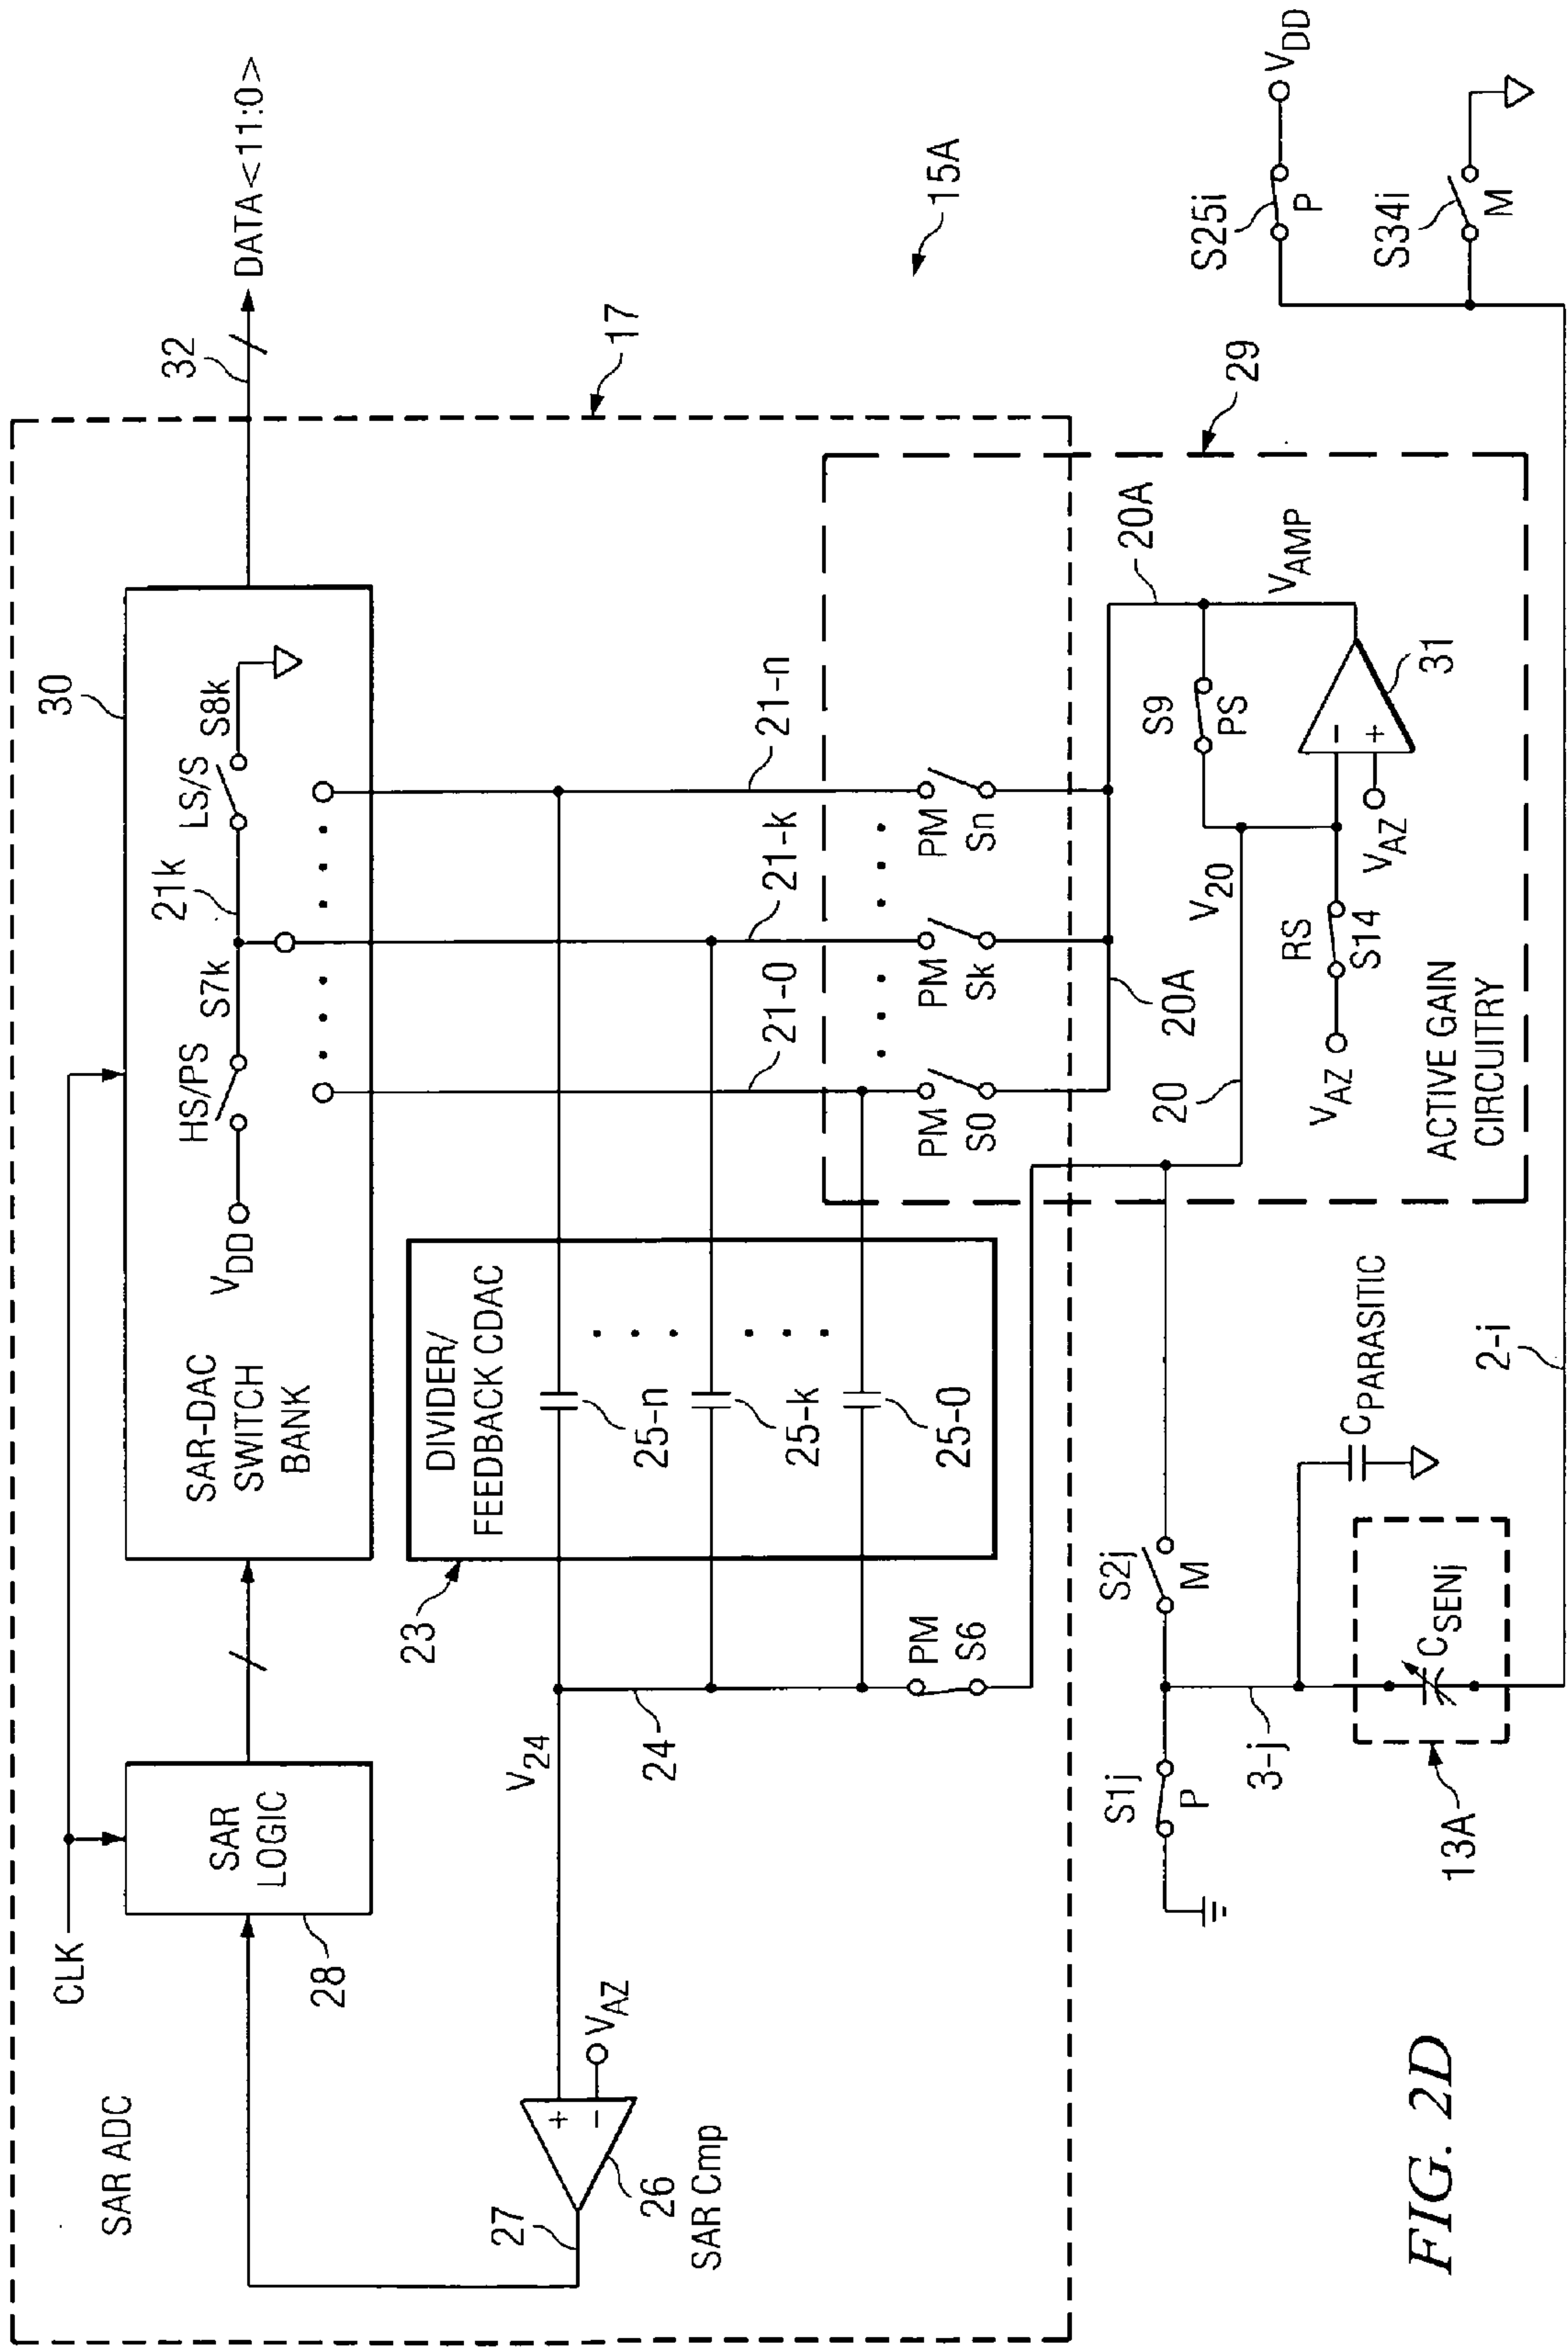 SAR ADC
CLK
28
SAR
LOGIC
30
SAR-DAC
SWITCH
BANK
VDD
HS/PS
S7k
21k
LS/S
S8k
32
DATA<11:0>
17
15A
27
26
SAR Cmp
+
−
VAZ
V24
24
23
DIVIDER/
FEEDBACK CDAC
25-n
25-k
25-0
21-0
21-k
21-n
PM
S6
PM
S0
PM
Sk
PM
Sn
29
20A
20A
20
V20
S9
PS
VAMP
31
−
+
VAZ
RS
S14
VAZ
ACTIVE GAIN
CIRCUITRY
S1j
P
S2j
M
3-j
CPARASITIC
CSENj
13A
2-i
S25i
P
VDD
S34i
M
FIG. 2D